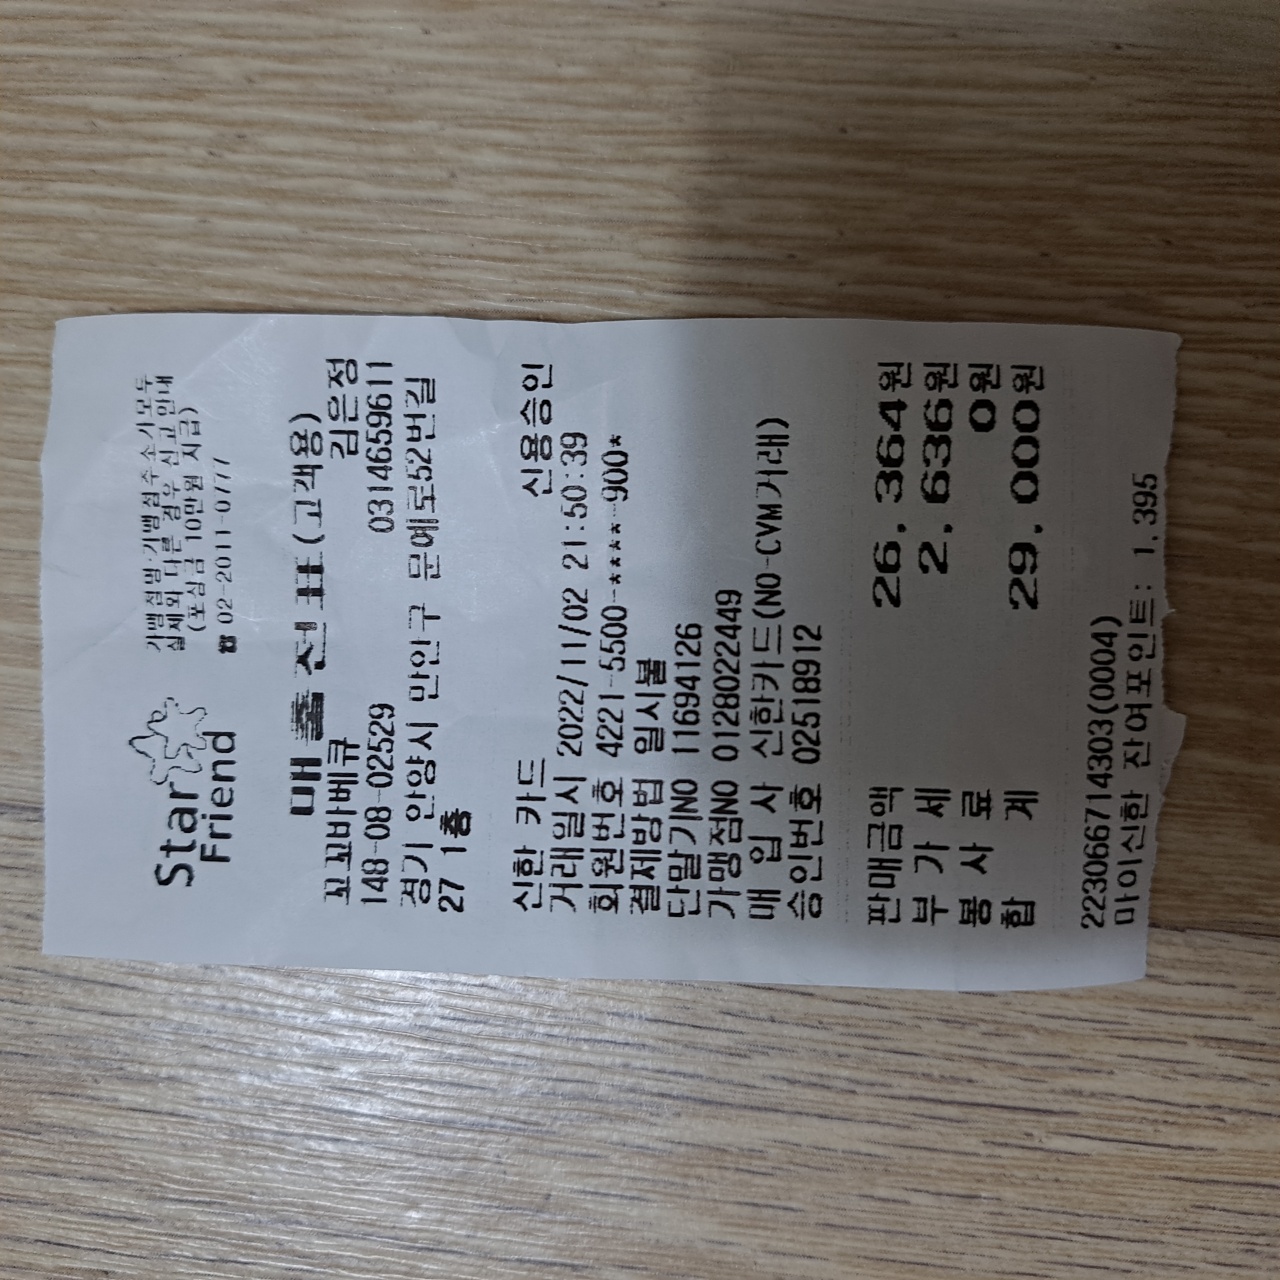 Star
Friend
가맹점명·가맹점주소가모두
실제와 다른 경우 신고안내
(포상금 10만원 지급)
☎ 02-2011-0777
매출전표(고객용)
꼬꼬바베큐 김은정
148-08-02529 0314659611
경기 안양시 만안구 문예로52번길
27 1층
신한 카드 신용승인
거래일시 2022/11/02 21:50:39
회원번호 4221-5500-****-900*
결제방법 일시불
단말기NO 11694126
가맹점NO 0128022449
매 입 사 신한카드(NO-CVM거래)
승인번호 02518912
판매금액 26,364원
부 가 세 2,636원
봉 사 료 0원
합 계 29,000원
223066714303(0004)
마이신한 잔여포인트: 1,395